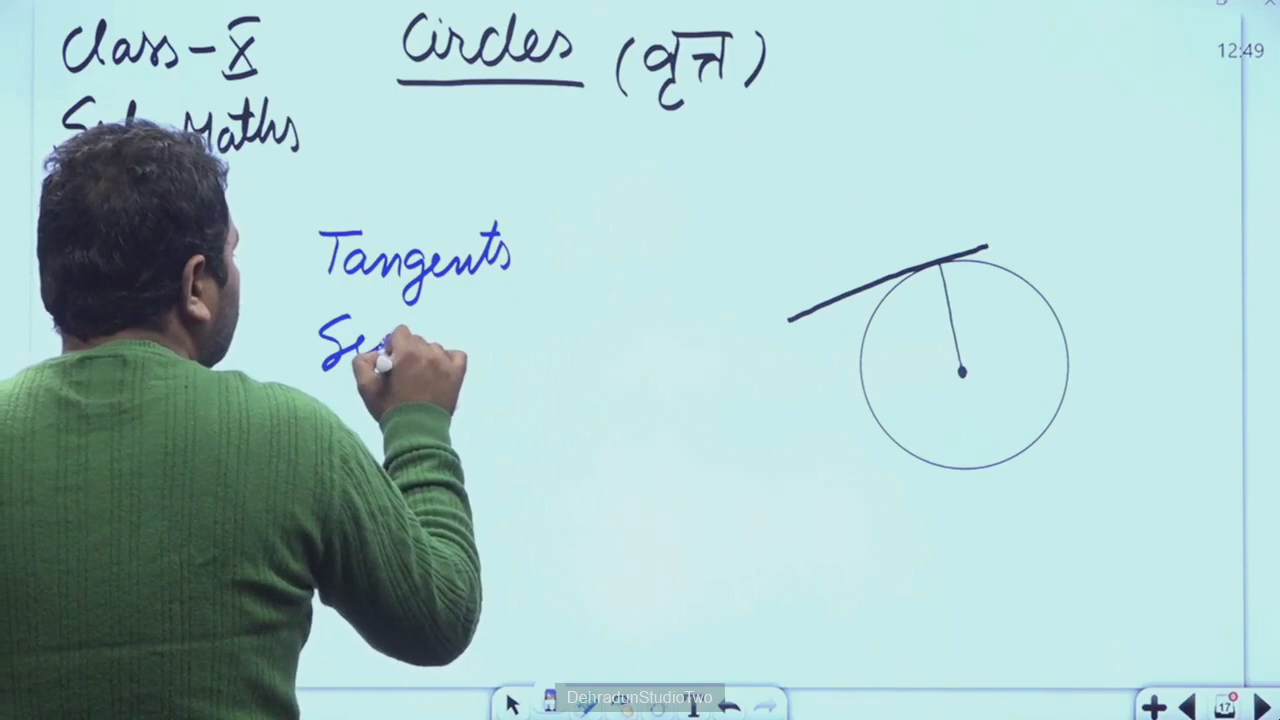 Class-X
Circles (वृत्त)
12:49
Maths
Tangents
DehradunStudioTwo
17